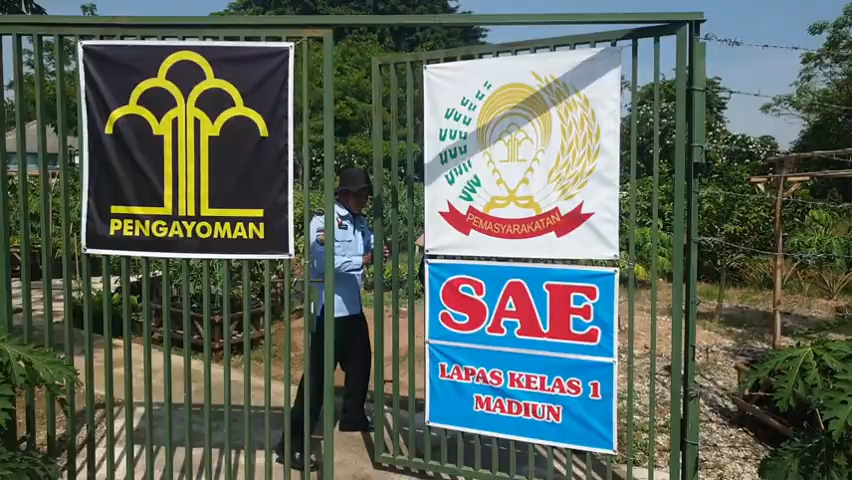 PENGAYOMAN
PEMASYARAKATAN
SAE
LAPAS KELAS 1
MADIUN